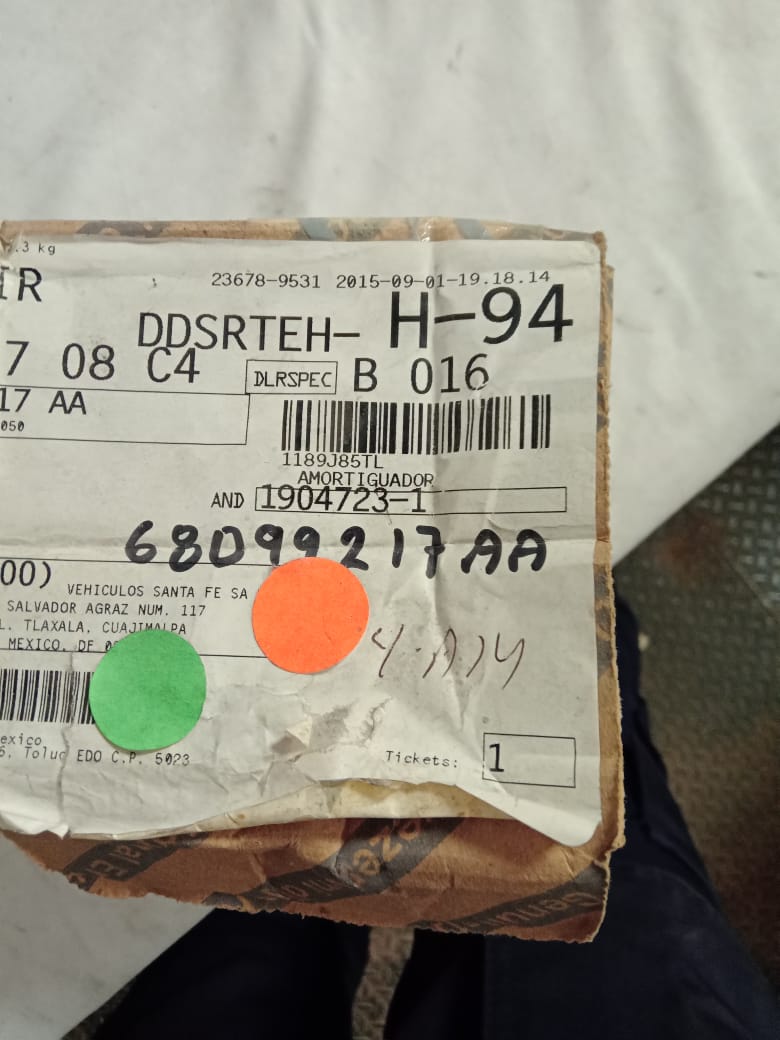 .3 kg
IR
23678-9531 2015-09-01-19.18.14
DDSRTEH- H-94
7 08 C4 DLRSPEC B 016
17 AA
050
1189J85TL
AMORTIGUADOR
AND 1904723-1
68099217AA
00) VEHICULOS SANTA FE SA
SALVADOR AGRAZ NUM. 117
L. TLAXALA, CUAJIMALPA
MEXICO, DF
exico
Toluc EDO C.P. 5023
Tickets: 1